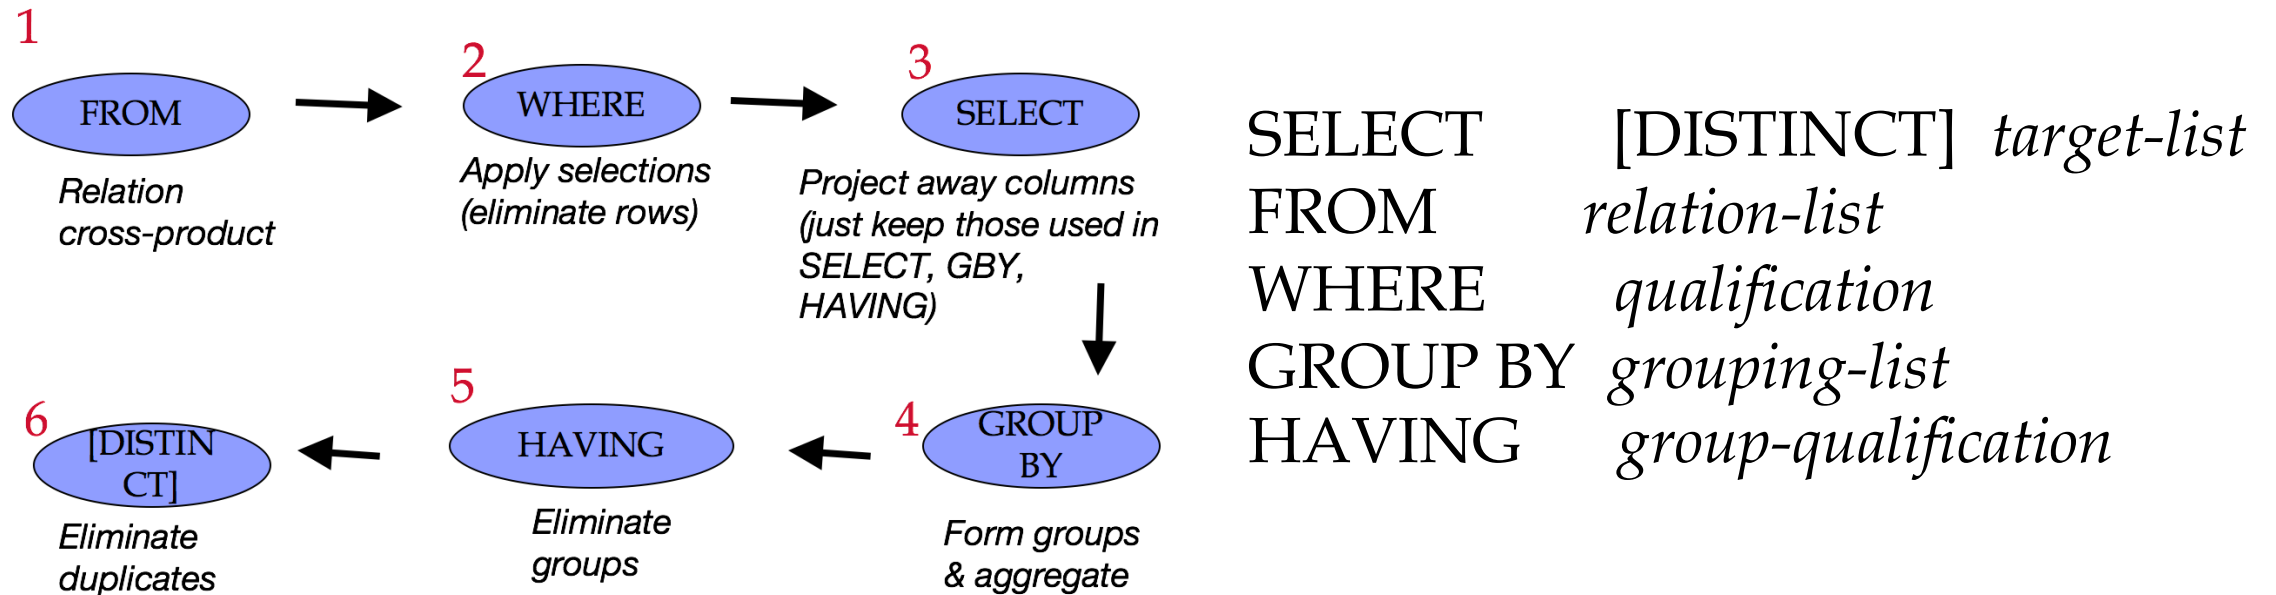 1
FROM
Relation
cross-product
2
WHERE
Apply selections
(eliminate rows)
3
SELECT
Project away columns
(just keep those used in
SELECT, GBY,
HAVING)
4
GROUP
BY
Form groups
& aggregate
5
HAVING
Eliminate
groups
6
[DISTIN
CT]
Eliminate
duplicates
SELECT [DISTINCT] target-list
FROM relation-list
WHERE qualification
GROUP BY grouping-list
HAVING group-qualification